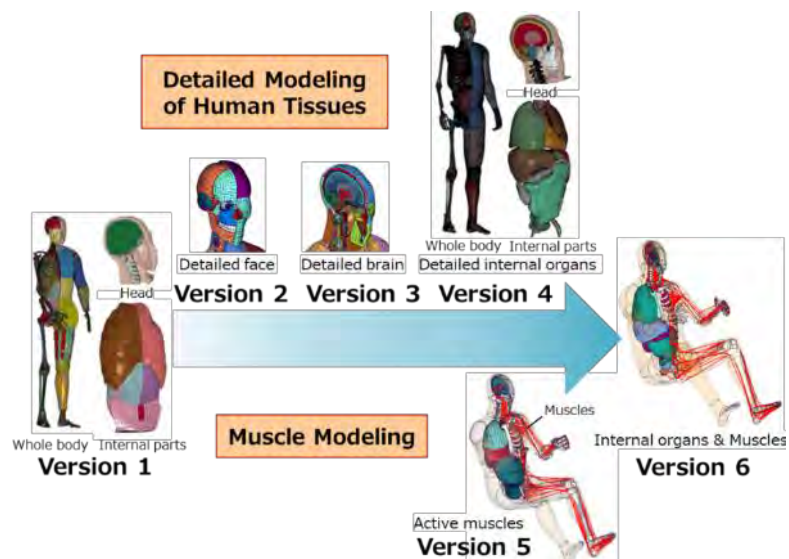 Detailed Modeling
of Human Tissues
Head
Whole body
Internal parts
Detailed internal organs
Version 4
Detailed face
Version 2
Detailed brain
Version 3
Head
Whole body
Internal parts
Version 1
Muscle Modeling
Muscles
Active muscles
Version 5
Internal organs & Muscles
Version 6